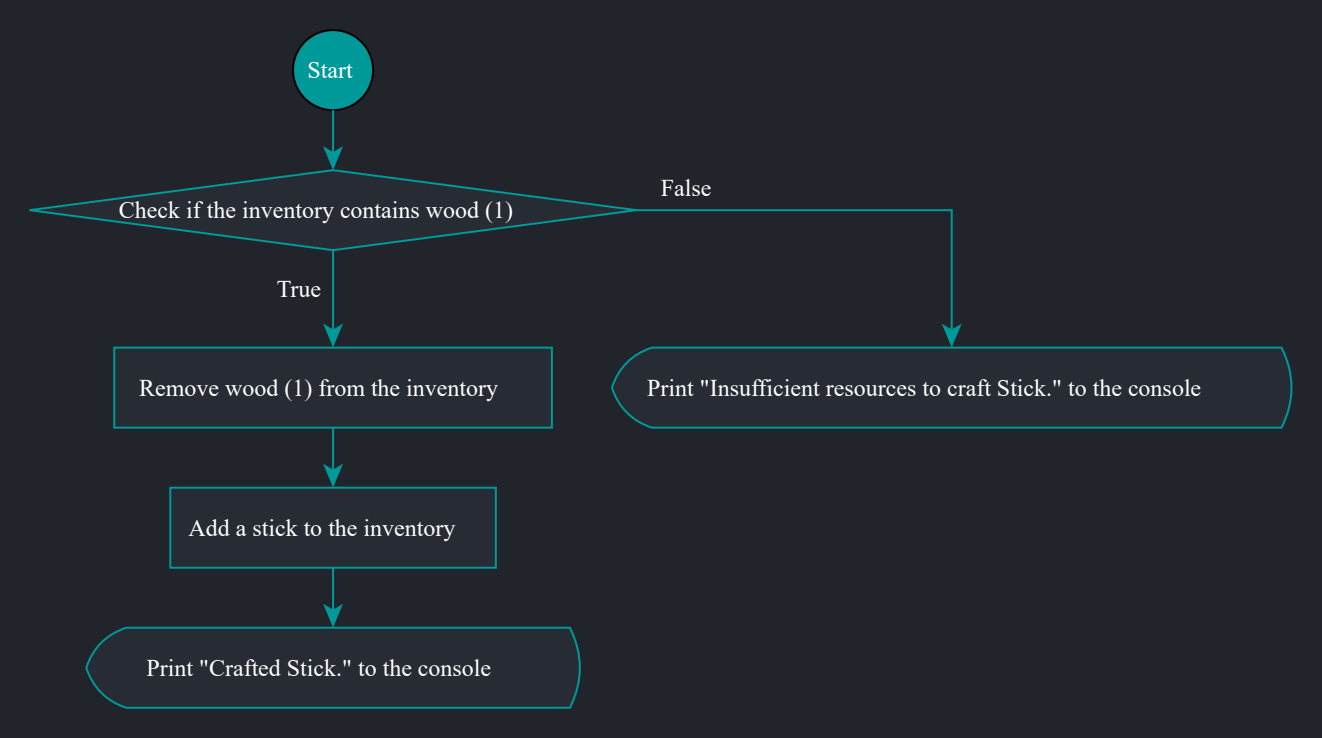 Start
Check if the inventory contains wood (1)
False
True
Remove wood (1) from the inventory
Print "Insufficient resources to craft Stick." to the console
Add a stick to the inventory
Print "Crafted Stick." to the console